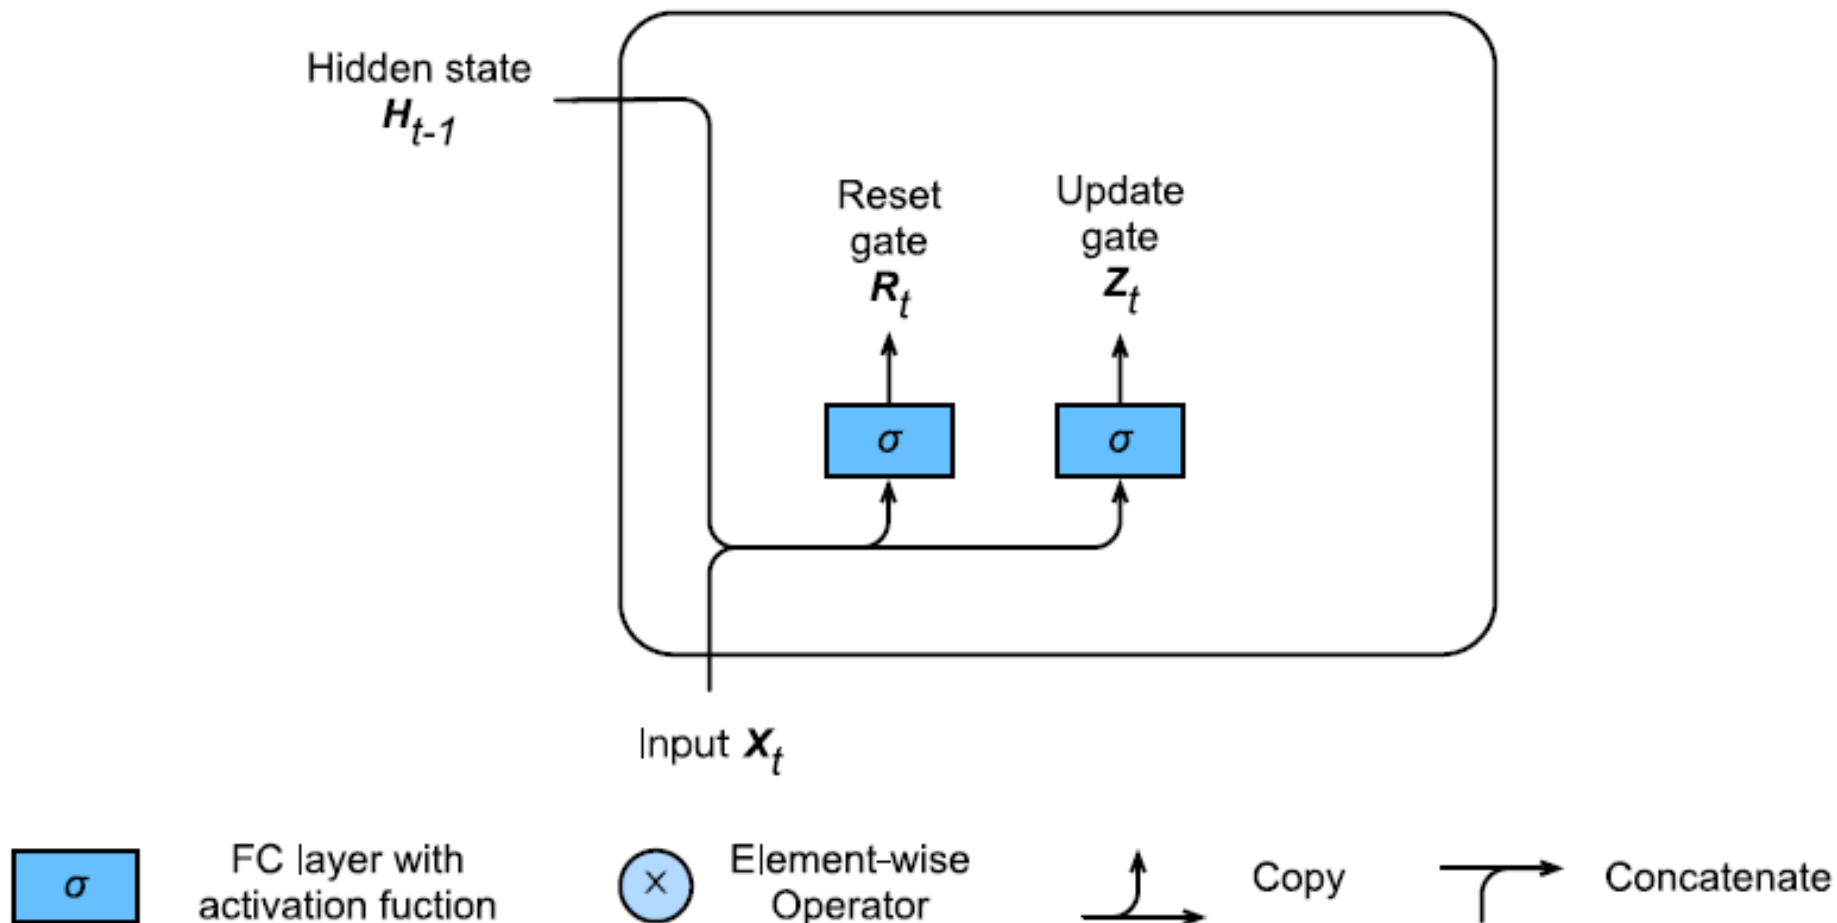 Hidden state
H_{t-1}
Reset
gate
R_t
Update
gate
Z_t
σ
σ
Input X_t
σ
FC layer with
activation fuction
×
Element-wise
Operator
Copy
Concatenate